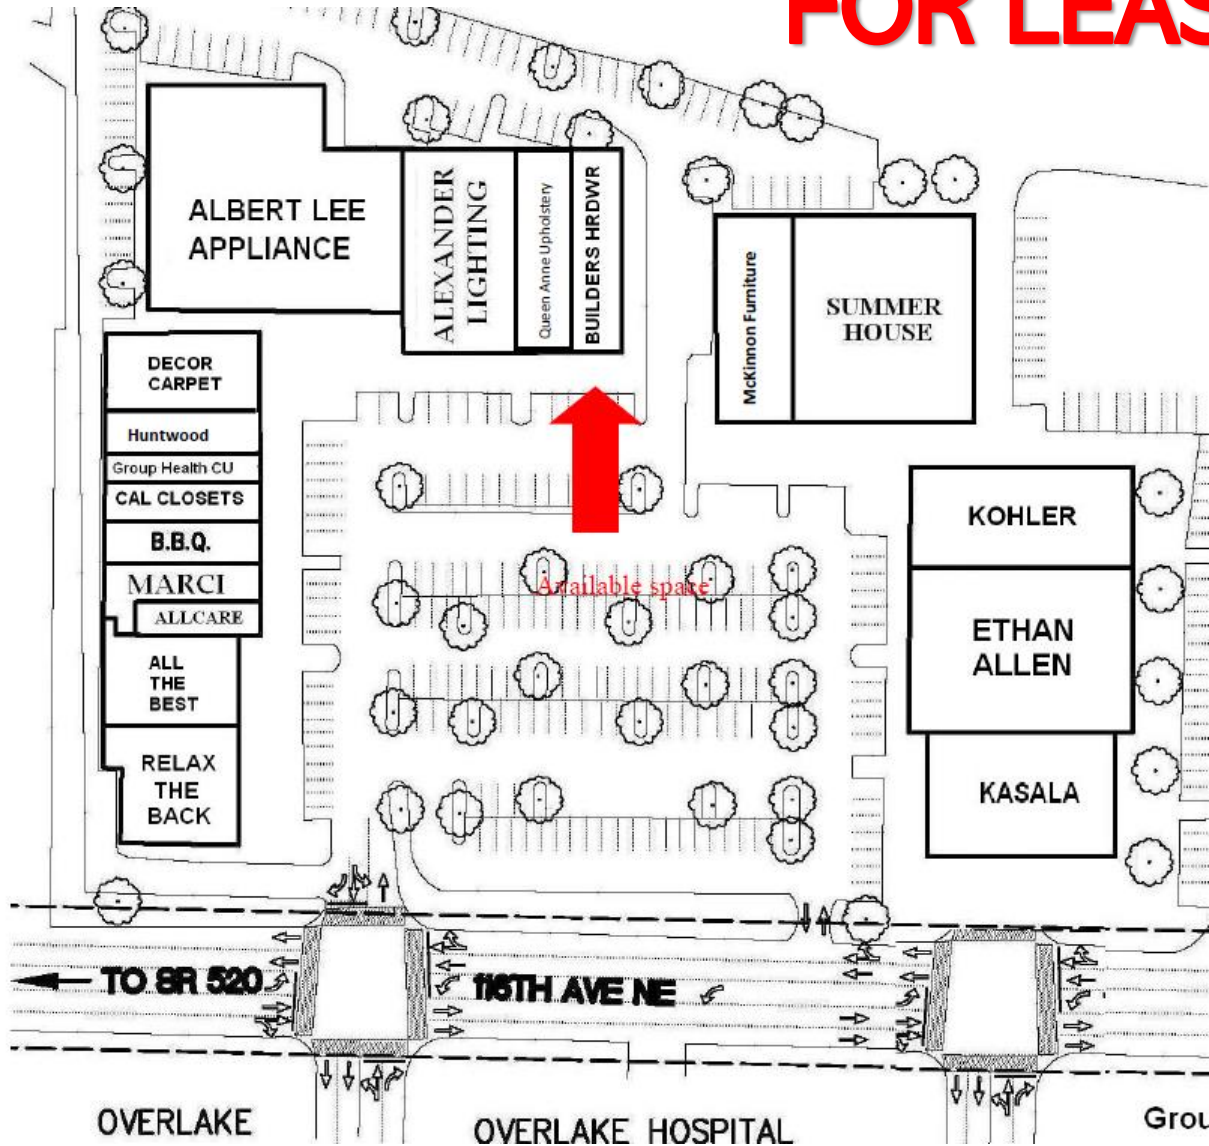 FOR LEAS
ALBERT LEE
APPLIANCE
ALEXANDER
LIGHTING
Queen Anne Upholstery
BUILDERS HRDWR
McKinnon Furniture
SUMMER
HOUSE
DECOR
CARPET
Huntwood
Group Health CU
CAL CLOSETS
B.B.Q.
MARCI
ALLCARE
ALL
THE
BEST
RELAX
THE
BACK
Available space
KOHLER
ETHAN
ALLEN
KASALA
TO SR 520
116TH AVE NE
OVERLAKE
OVERLAKE HOSPITAL
Grou